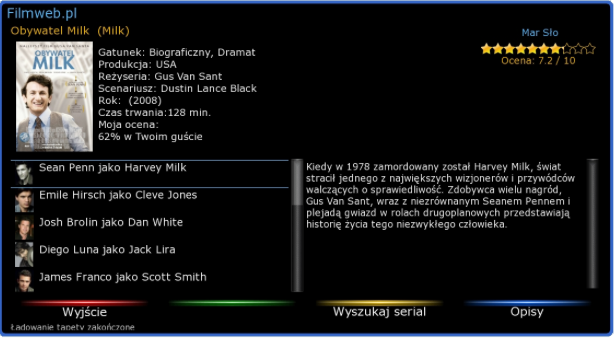 Filmweb.pl
Obywatel Milk (Milk)
Mar Sło
Ocena: 7.2 / 10
OBYWATEL
MILK
Gatunek: Biograficzny, Dramat
Produkcja: USA
Reżyseria: Gus Van Sant
Scenariusz: Dustin Lance Black
Rok: (2008)
Czas trwania:128 min.
Moja ocena:
62% w Twoim guście
Sean Penn jako Harvey Milk
Emile Hirsch jako Cleve Jones
Josh Brolin jako Dan White
Diego Luna jako Jack Lira
James Franco jako Scott Smith
Kiedy w 1978 zamordowany został Harvey Milk, świat
stracił jednego z największych wizjonerów i przywódców
walczących o sprawiedliwość. Zdobywca wielu nagród,
Gus Van Sant, wraz z niezrównanym Seanem Pennem i
plejadą gwiazd w rolach drugoplanowych przedstawiają
historię życia tego niezwykłego człowieka.
Wyjście
Wyszukaj serial
Opisy
Ładowanie tapety zakończone